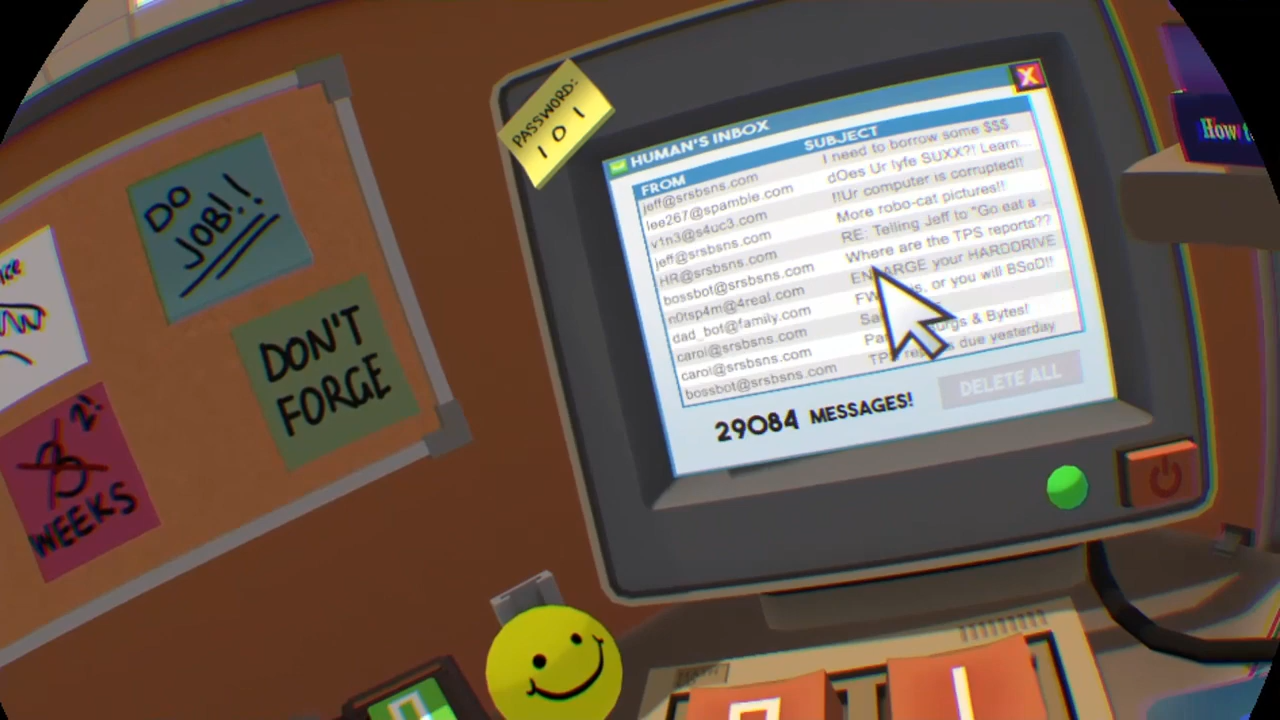 DO
JOB!!
DON'T
FORGE
2!
WEEKS
PASSWORD:
101
HUMAN'S INBOX
X
FROM SUBJECT
jeff@srsbsns.com I need to borrow some $$$
lee267@spamble.com dOes Ur lyfe SUXX?! Learn...
v1n3@s4uc3.com !!Ur computer is corrupted!!
jeff@srsbsns.com More robo-cat pictures!!
HR@srsbsns.com RE: Telling Jeff to "Go eat a ...
bossbot@srsbsns.com Where are the TPS reports??
n0tsp4m@4real.com ENLARGE your HARDDRIVE
dad_bot@family.com or you will BSoD!!
carol@srsbsns.com
carol@srsbsns.com & Bytes!
bossbot@srsbsns.com due yesterday
29084 MESSAGES!
DELETE ALL
How
0
1